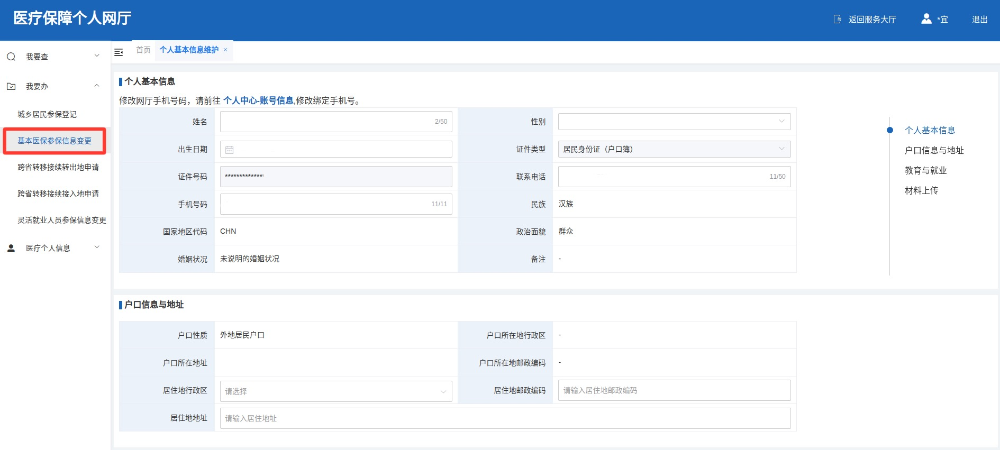 医疗保障个人网厅
返回服务大厅
*宜
退出
我要查
我要办
城乡居民参保登记
基本医保参保信息变更
跨省转移接续转出地申请
跨省转移接续接入地申请
灵活就业人员参保信息变更
医疗个人信息
首页 个人基本信息维护 ×
个人基本信息
修改网厅手机号码，请前往 个人中心-账号信息,修改绑定手机号。
姓名 2/50 性别
出生日期 证件类型 居民身份证（户口簿）
证件号码 ************* 联系电话 11/50
手机号码 11/11 民族 汉族
国家地区代码 CHN 政治面貌 群众
婚姻状况 未说明的婚姻状况 备注 -
个人基本信息
户口信息与地址
教育与就业
材料上传
户口信息与地址
户口性质 外地居民户口 户口所在地行政区 -
户口所在地址 户口所在地邮政编码 -
居住地行政区 请选择 居住地邮政编码 请输入居住地邮政编码
居住地地址 请输入居住地址